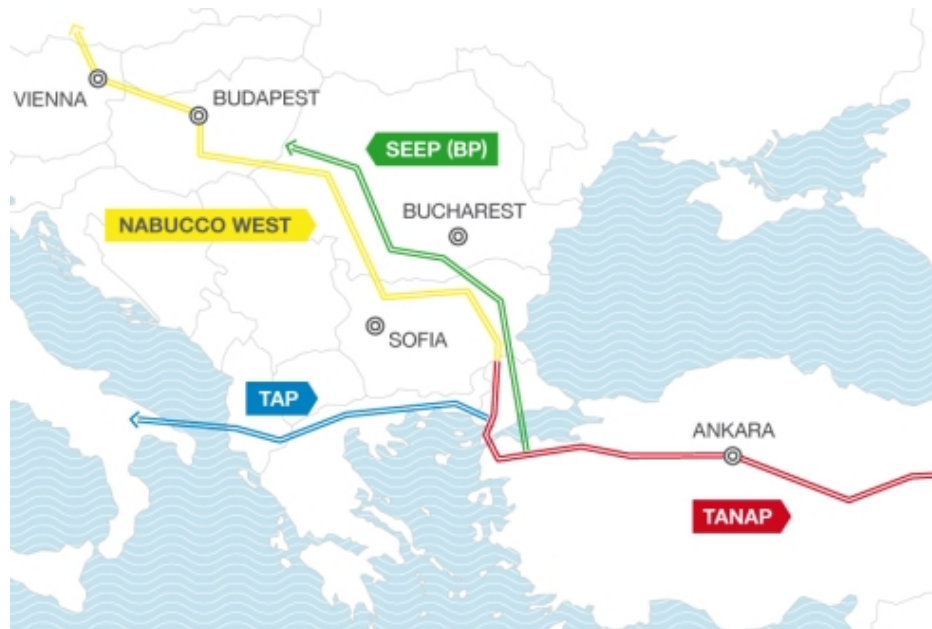 VIENNA
BUDAPEST
SEEP (BP)
NABUCCO WEST
BUCHAREST
SOFIA
TAP
ANKARA
TANAP